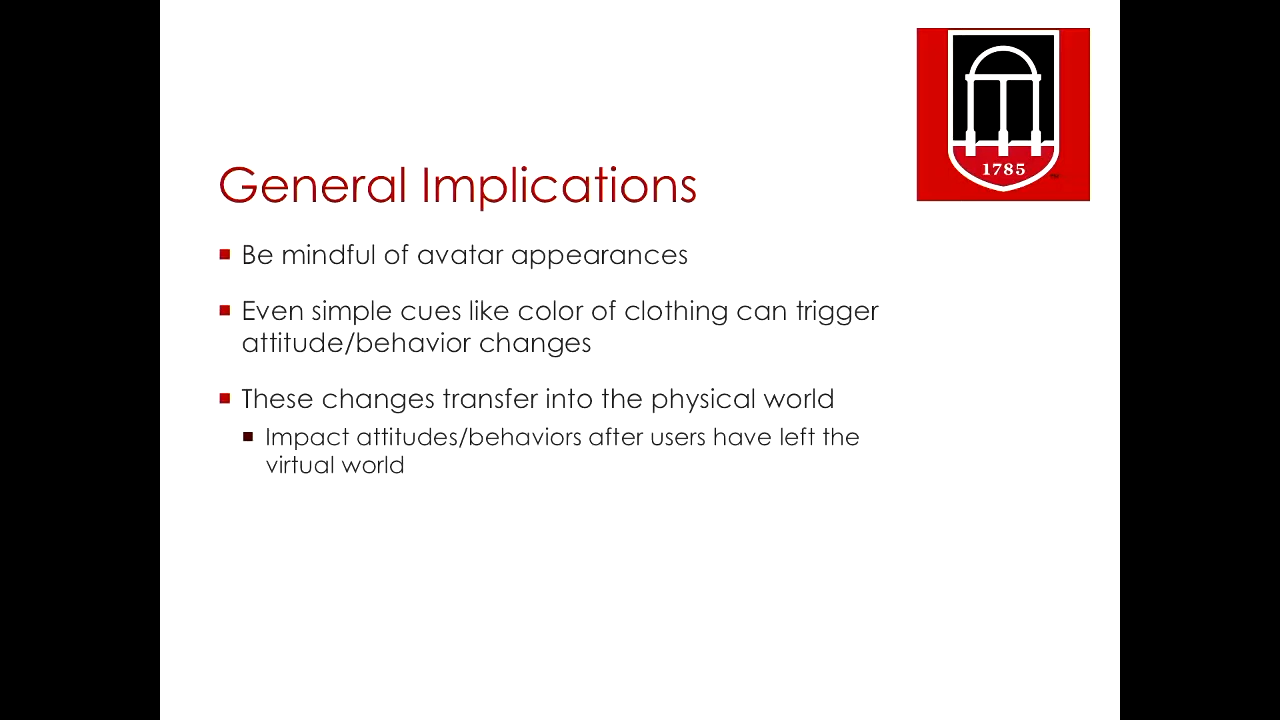 1785
General Implications
Be mindful of avatar appearances
Even simple cues like color of clothing can trigger
attitude/behavior changes
These changes transfer into the physical world
Impact attitudes/behaviors after users have left the
virtual world